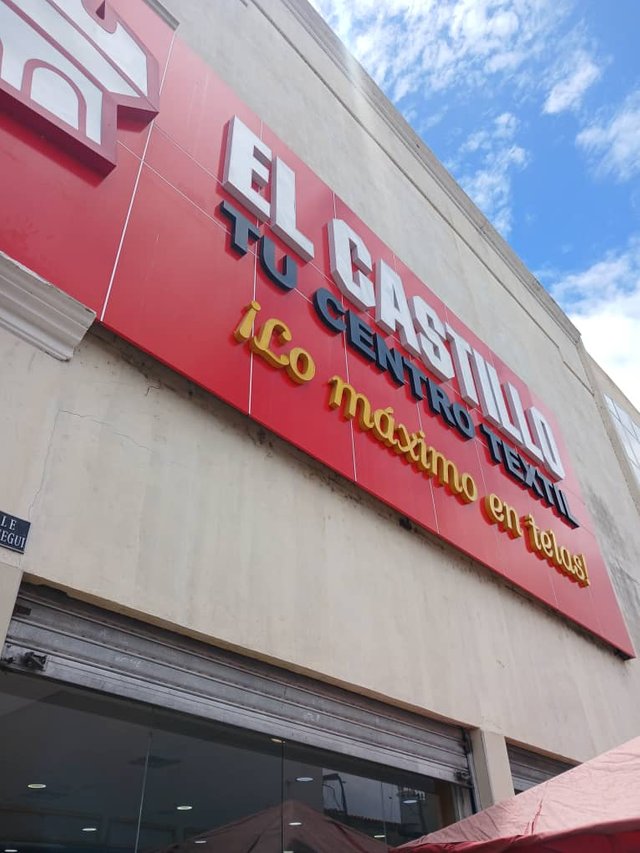 EL CASTILLO
TU CENTRO TEXTIL
¡Lo máximo en telas!